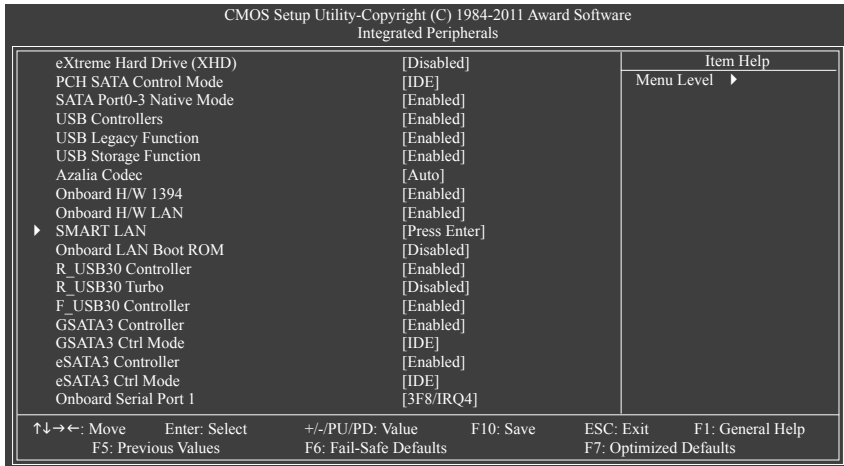 CMOS Setup Utility-Copyright (C) 1984-2011 Award Software
Integrated Peripherals
eXtreme Hard Drive (XHD) [Disabled] Item Help
PCH SATA Control Mode [IDE] Menu Level ▶
SATA Port0-3 Native Mode [Enabled]
USB Controllers [Enabled]
USB Legacy Function [Enabled]
USB Storage Function [Enabled]
Azalia Codec [Auto]
Onboard H/W 1394 [Enabled]
Onboard H/W LAN [Enabled]
▶ SMART LAN [Press Enter]
Onboard LAN Boot ROM [Disabled]
R_USB30 Controller [Enabled]
R_USB30 Turbo [Disabled]
F_USB30 Controller [Enabled]
GSATA3 Controller [Enabled]
GSATA3 Ctrl Mode [IDE]
eSATA3 Controller [Enabled]
eSATA3 Ctrl Mode [IDE]
Onboard Serial Port 1 [3F8/IRQ4]
↑↓→←: Move Enter: Select +/-/PU/PD: Value F10: Save ESC: Exit F1: General Help
F5: Previous Values F6: Fail-Safe Defaults F7: Optimized Defaults